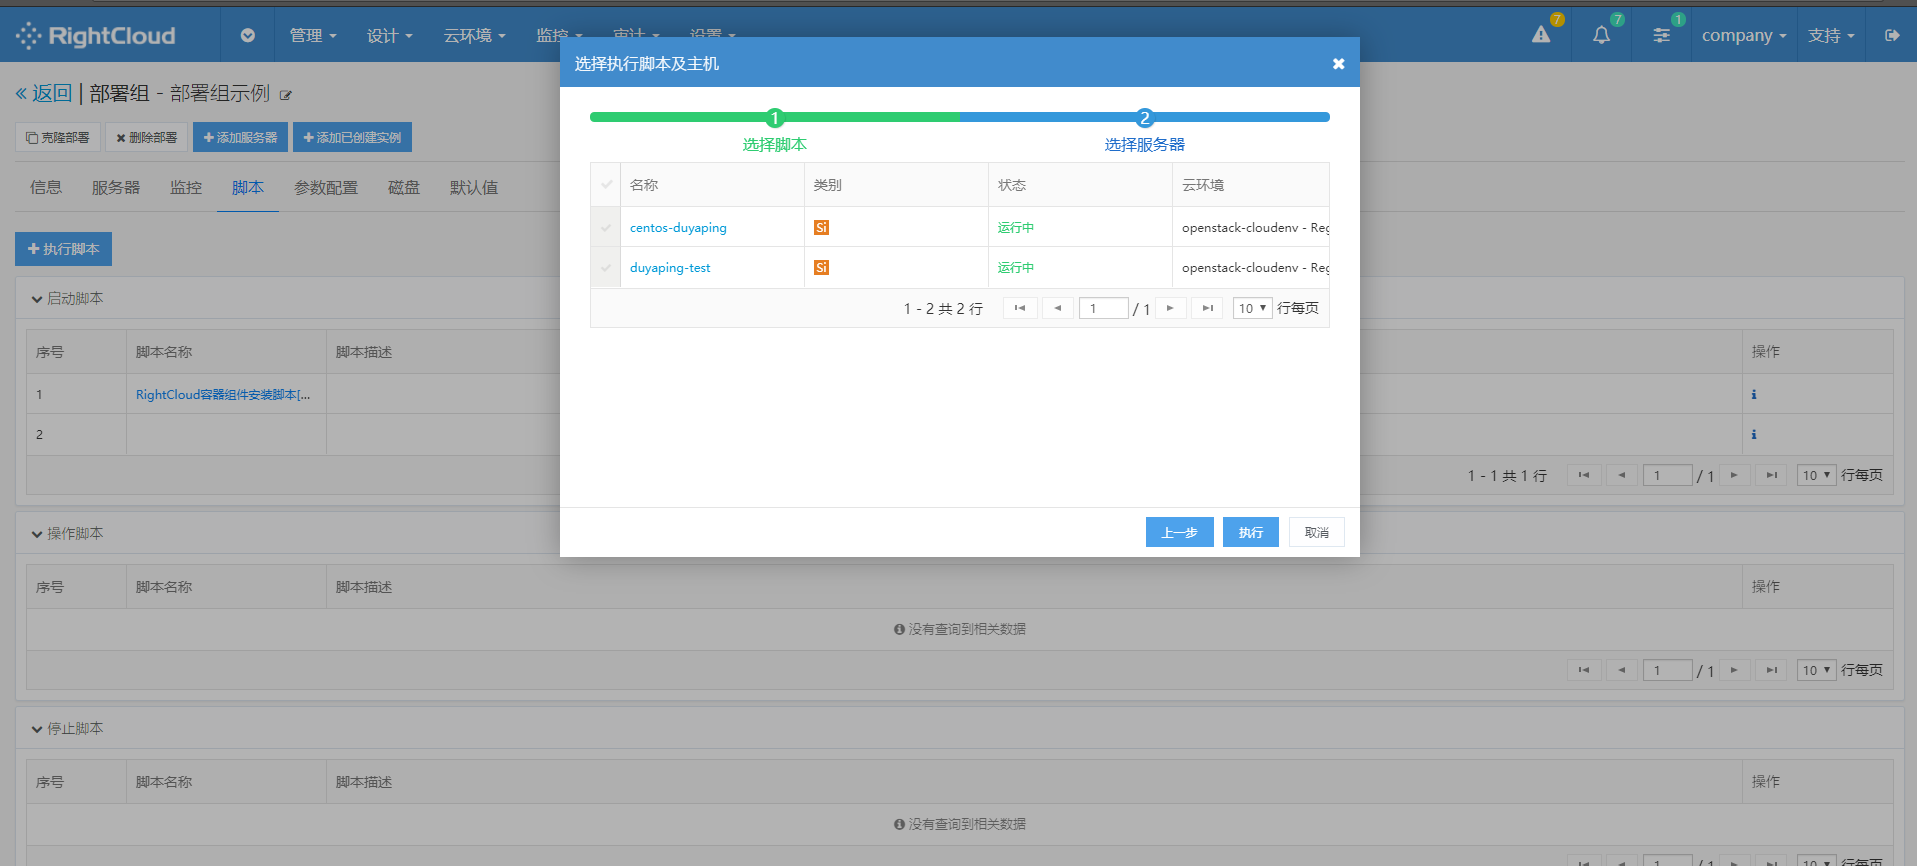 RightCloud 管理 设计 云环境 监控 审计 设置 7 7 1 company 支持
« 返回 | 部署组 - 部署组示例
克隆部署 删除部署 添加服务器 添加已创建实例
信息 服务器 监控 脚本 参数配置 磁盘 默认值
执行脚本
启动脚本
序号 脚本名称 脚本描述 操作
1 RightCloud容器组件安装脚本[...
2
1 - 1 共 1 行 1 / 1 10 行每页
操作脚本
序号 脚本名称 脚本描述 操作
没有查询到相关数据
1 / 1 10 行每页
停止脚本
序号 脚本名称 脚本描述 操作
没有查询到相关数据
1 / 1 10 行每页
选择执行脚本及主机
1 2
选择脚本 选择服务器
名称 类别 状态 云环境
centos-duyaping Si 运行中 openstack-cloudenv - Reg
duyaping-test Si 运行中 openstack-cloudenv - Reg
1 - 2 共 2 行 1 / 1 10 行每页
上一步 执行 取消